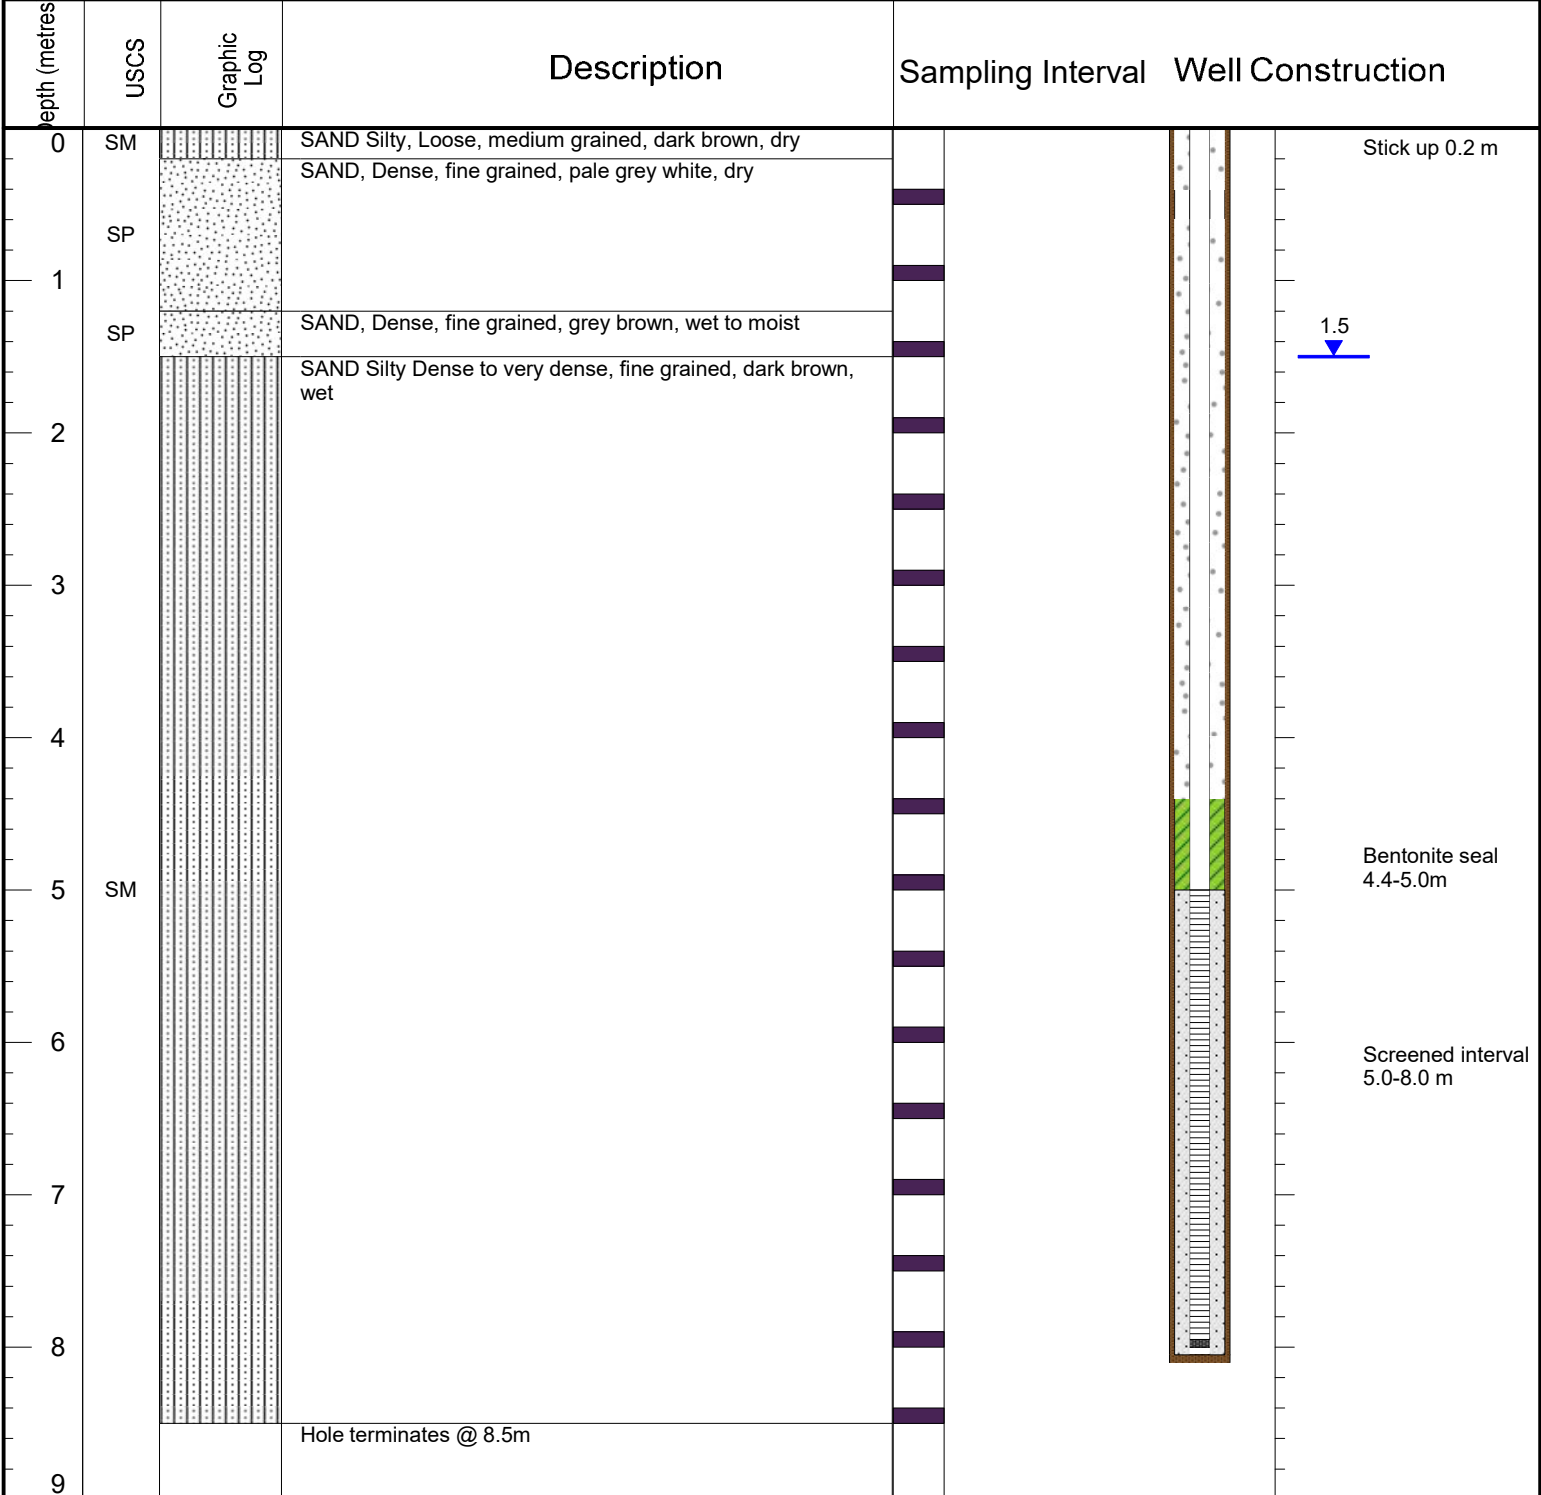 Depth (metres
USCS
Graphic
Log
Description
Sampling Interval
Well Construction
0
SM
SAND Silty, Loose, medium grained, dark brown, dry
Stick up 0.2 m
SAND, Dense, fine grained, pale grey white, dry
SP
1
SP
SAND, Dense, fine grained, grey brown, wet to moist
1.5
SAND Silty Dense to very dense, fine grained, dark brown,
wet
2
3
4
Bentonite seal
4.4-5.0m
5
SM
6
Screened interval
5.0-8.0 m
7
8
Hole terminates @ 8.5m
9